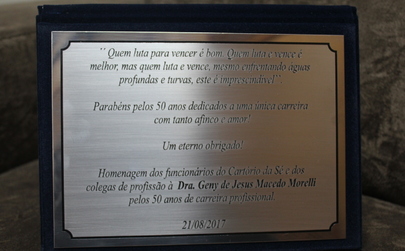 " Quem luta para vencer é bom. Quem luta e vence é
melhor, mas quem luta e vence, mesmo enfrentando águas
profundas e turvas, este é imprescindível".
Parabéns pelos 50 anos dedicados a uma única carreira
com tanto afinco e amor!
Um eterno obrigado!
Homenagem dos funcionários do Cartório da Sé e dos
colegas de profissão à Dra. Geny de Jesus Macedo Morelli
pelos 50 anos de carreira profissional.
21/08/2017